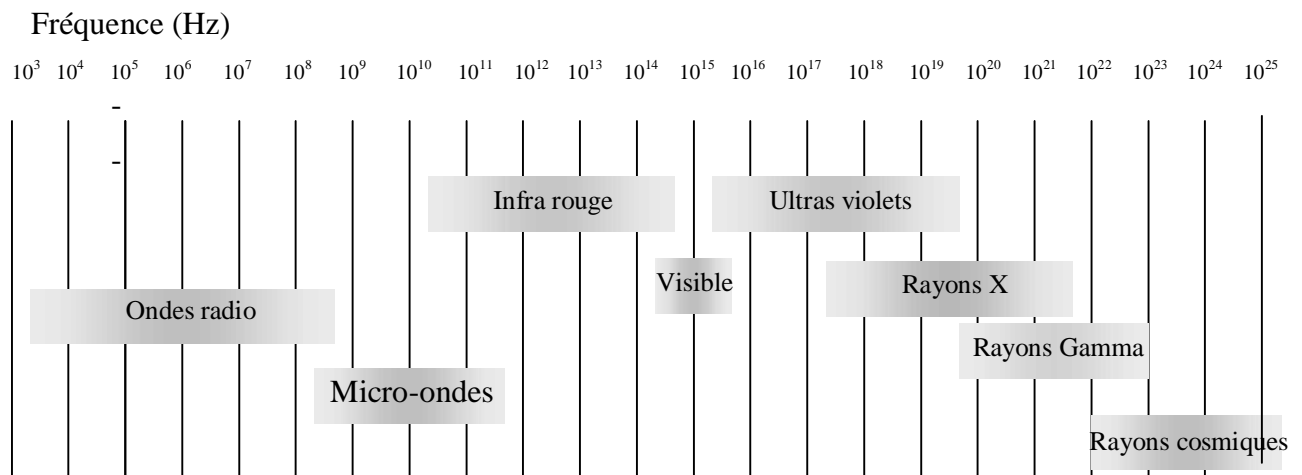 Fréquence (Hz)
10³ 10⁴ 10⁵ 10⁶ 10⁷ 10⁸ 10⁹ 10¹⁰ 10¹¹ 10¹² 10¹³ 10¹⁴ 10¹⁵ 10¹⁶ 10¹⁷ 10¹⁸ 10¹⁹ 10²⁰ 10²¹ 10²² 10²³ 10²⁴ 10²⁵
-
-
Infra rouge Ultras violets
Visible Rayons X
Ondes radio
Rayons Gamma
Micro-ondes
Rayons cosmiques